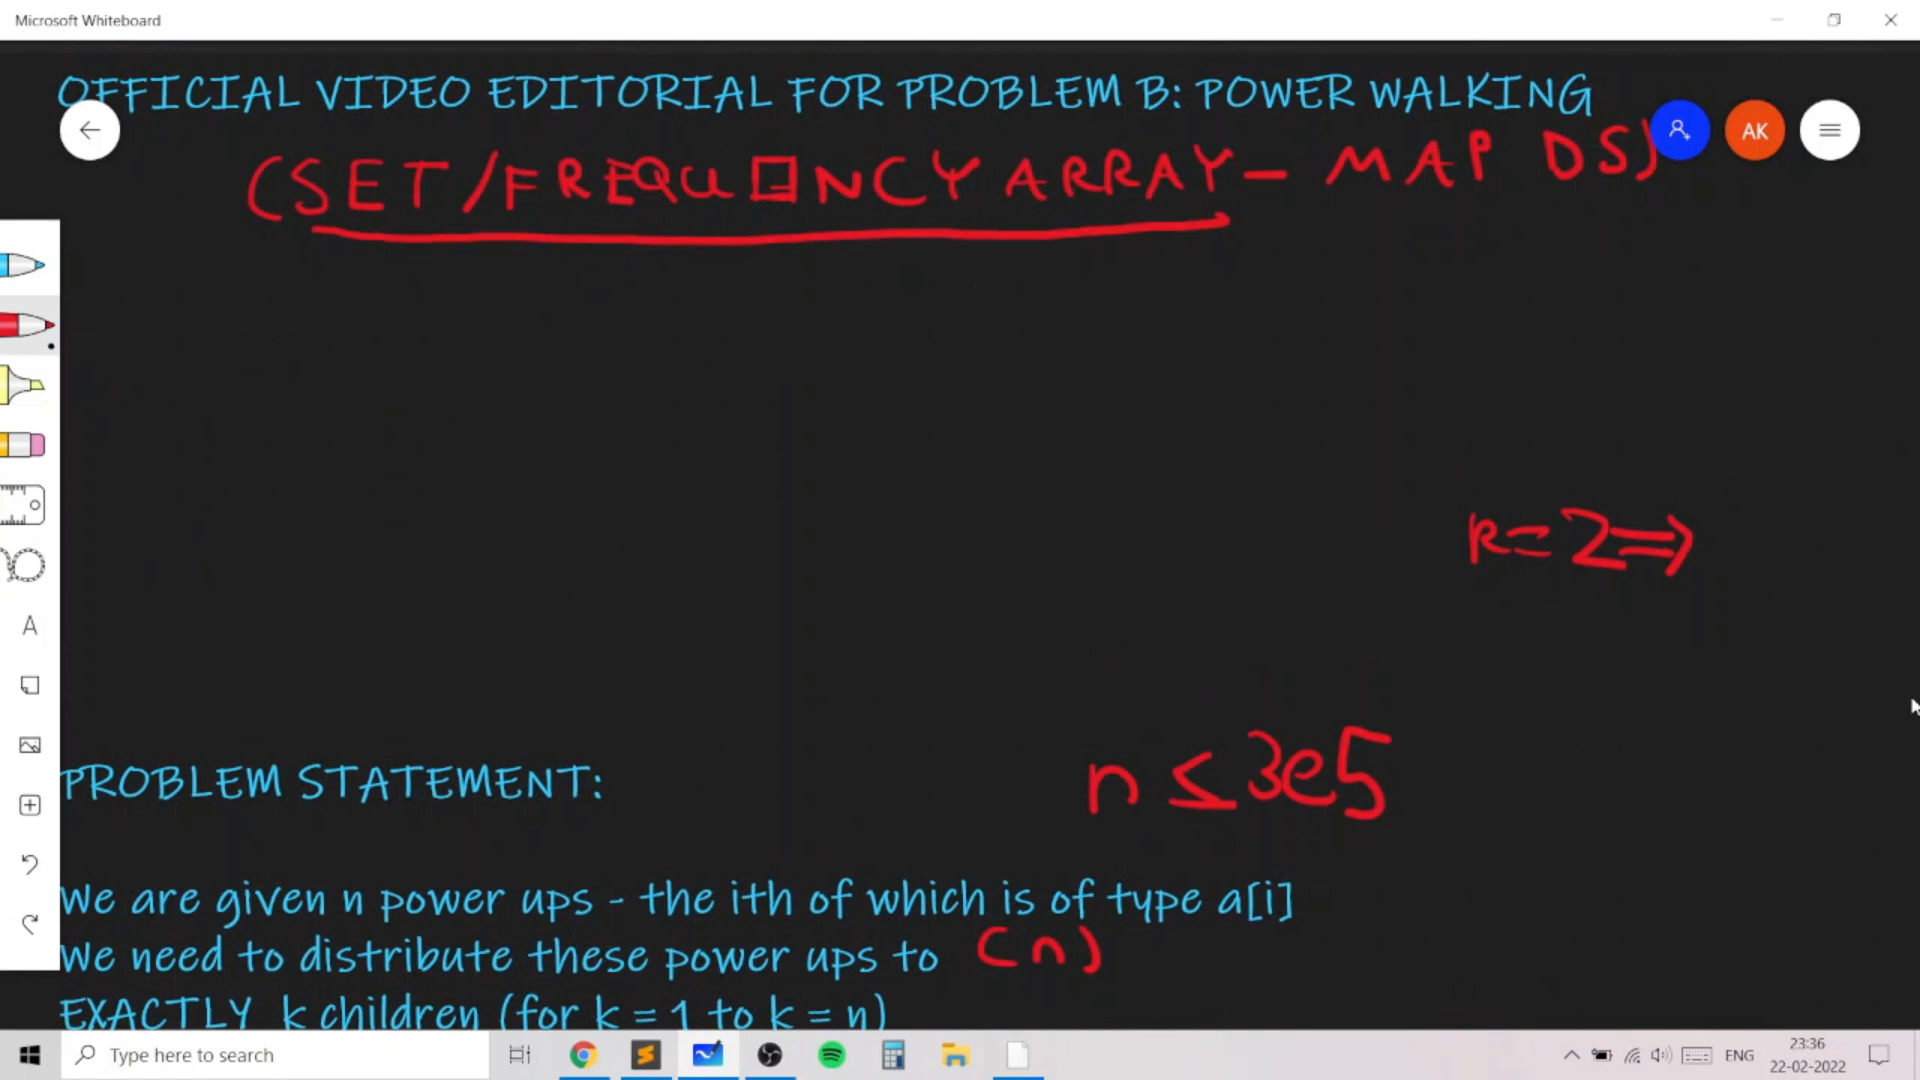 Microsoft Whiteboard
OFFICIAL VIDEO EDITORIAL FOR PROBLEM B: POWER WALKING
AK
(SET/FREQUENCY ARRAY - MAP DS)
k=2⇒
A
n ≤ 3e5
PROBLEM STATEMENT:
We are given n power ups - the ith of which is of type a[i]
We need to distribute these power ups to (n)
EXACTLY k children (for k = 1 to k = n)
Type here to search
ENG
23:36
22-02-2022